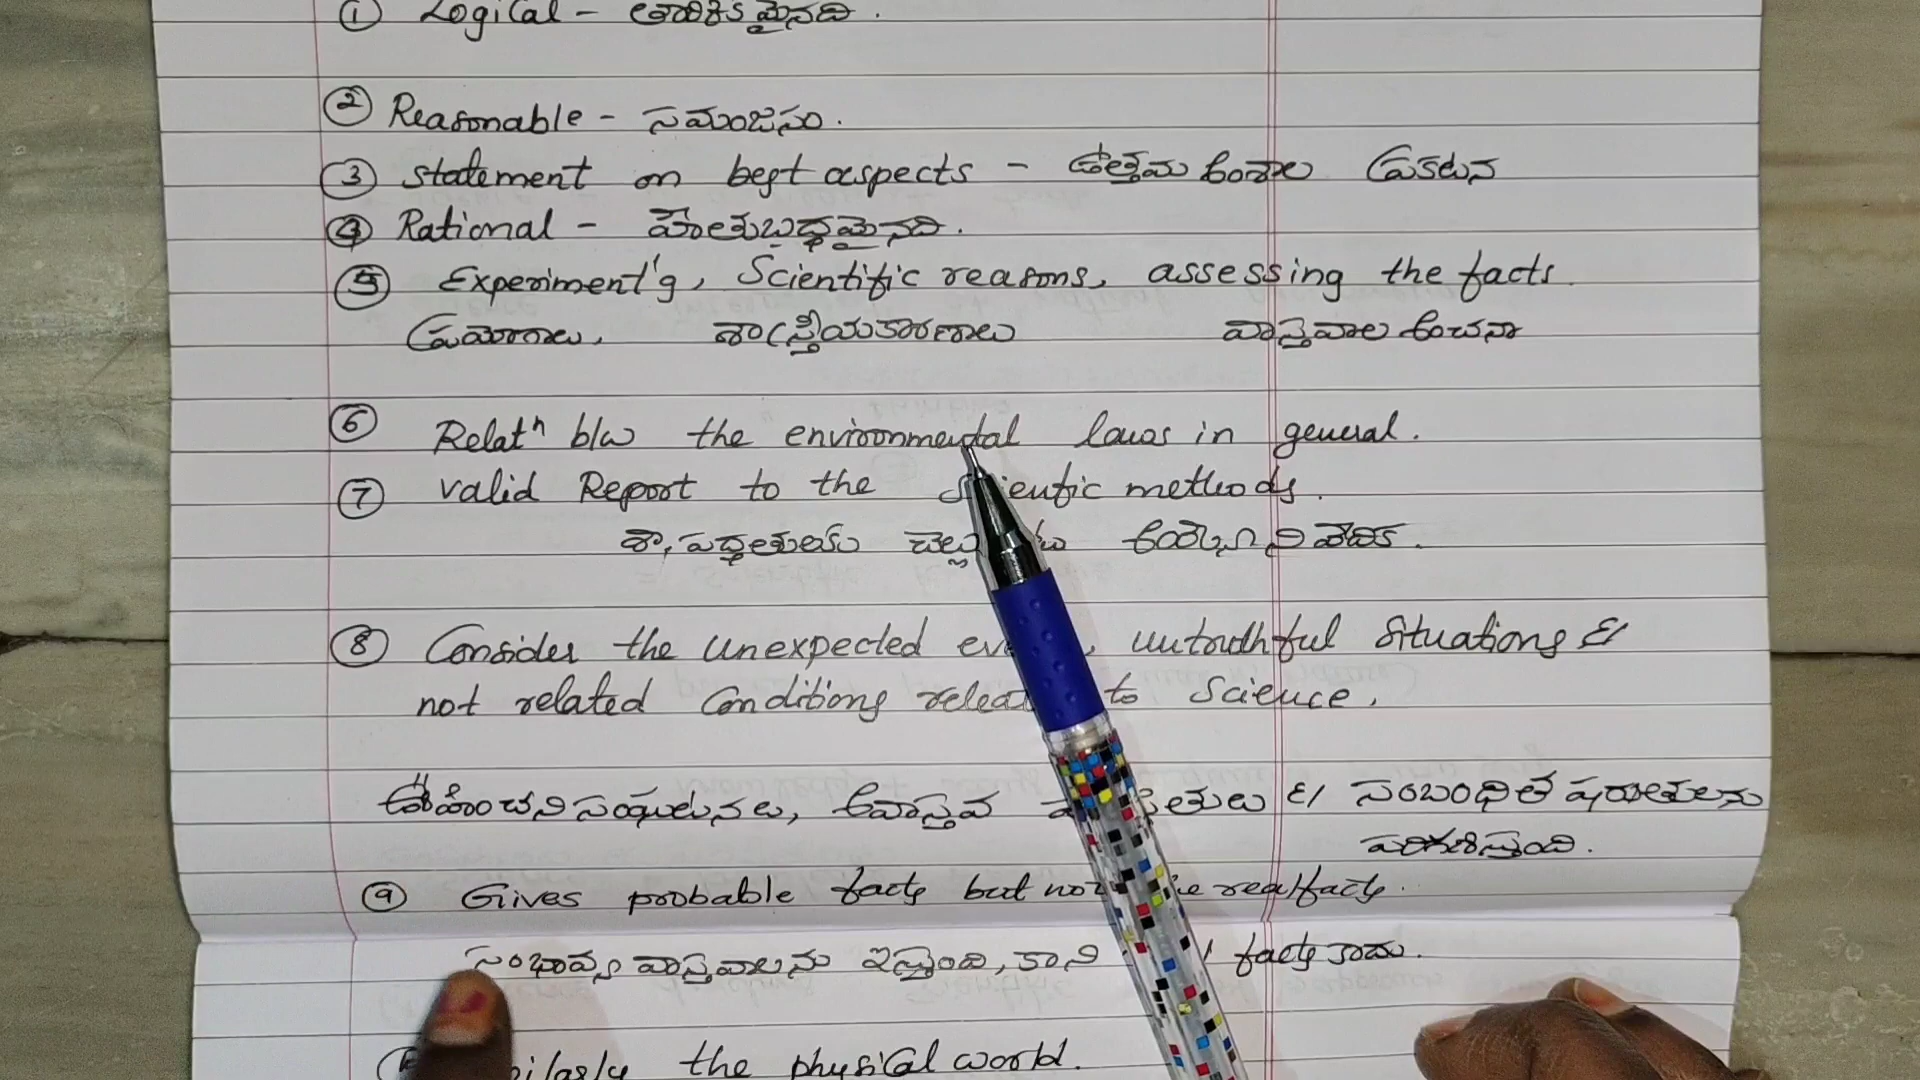 ① Logical - తార్కికమైనది.
② Reasonable - సమంజసం.
③ Statement on best aspects - ఉత్తమ అంశాల ప్రకటన
④ Rational - హేతుబద్ధమైనది.
⑤ Experiment'g, Scientific reasons, assessing the facts.
ప్రయోగాలు, శాస్త్రీయకారణాలు వాస్తవాల అంచనా
⑥ Relatⁿ b/w the environmental laws in general.
⑦ valid Report to the Scientific methods.
శా, పద్ధతులకు అయ్యే నివేదిక.
⑧ Consider the unexpected untruthful situations &
not related conditions to Science.
ఊహించని సంఘటనలు, అవాస్తవ & సంబంధిత పరిస్థితులను
పరిగణిస్తుంది.
⑨ Gives probable facts but not real facts.
సంభావ్య వాస్తవాలను ఇస్తుంది, కాని facts కాదు.
the physical world.